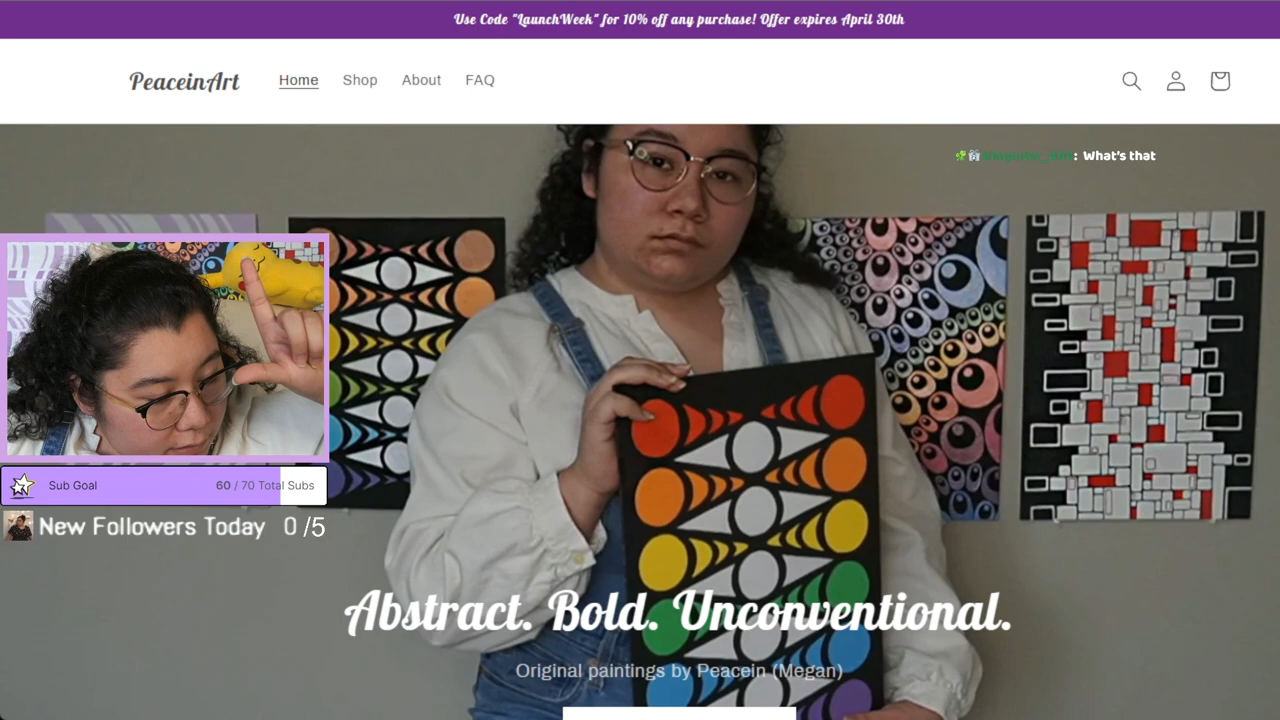 Use Code "LaunchWeek" for 10% off any purchase! Offer expires April 30th
PeaceinArt
Home
Shop
About
FAQ
: What's that
Sub Goal
60 / 70 Total Subs
New Followers Today 0 /5
Abstract. Bold. Unconventional.
Original paintings by Peacein (Megan)